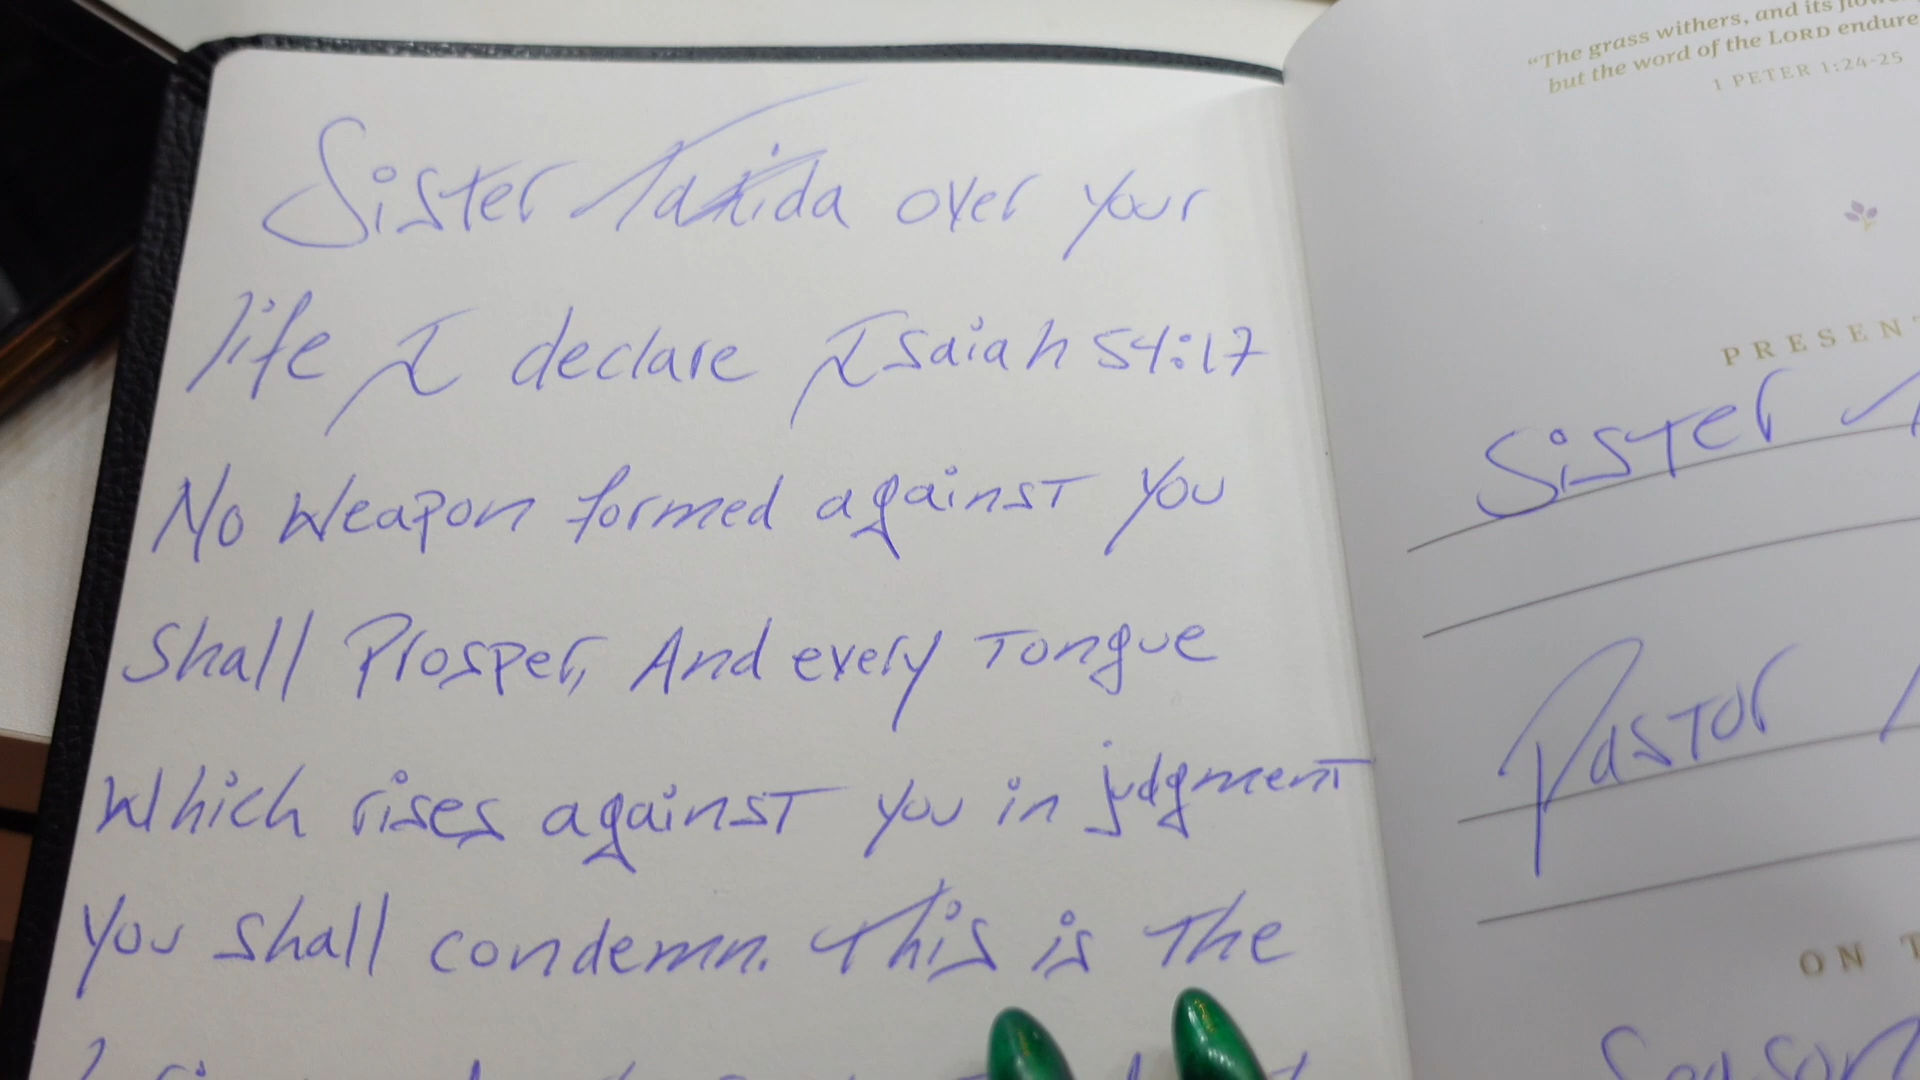 Sister over your
life I declare Isaiah 54:17
No Weapon formed against you
Shall Prosper, And every Tongue
Which rises against you in judgment
You shall condemn. This is The
"The grass withers, and its
but the word of the LORD endure
1 PETER 1:24-25
PRESEN
Sister
Pastor
ON T